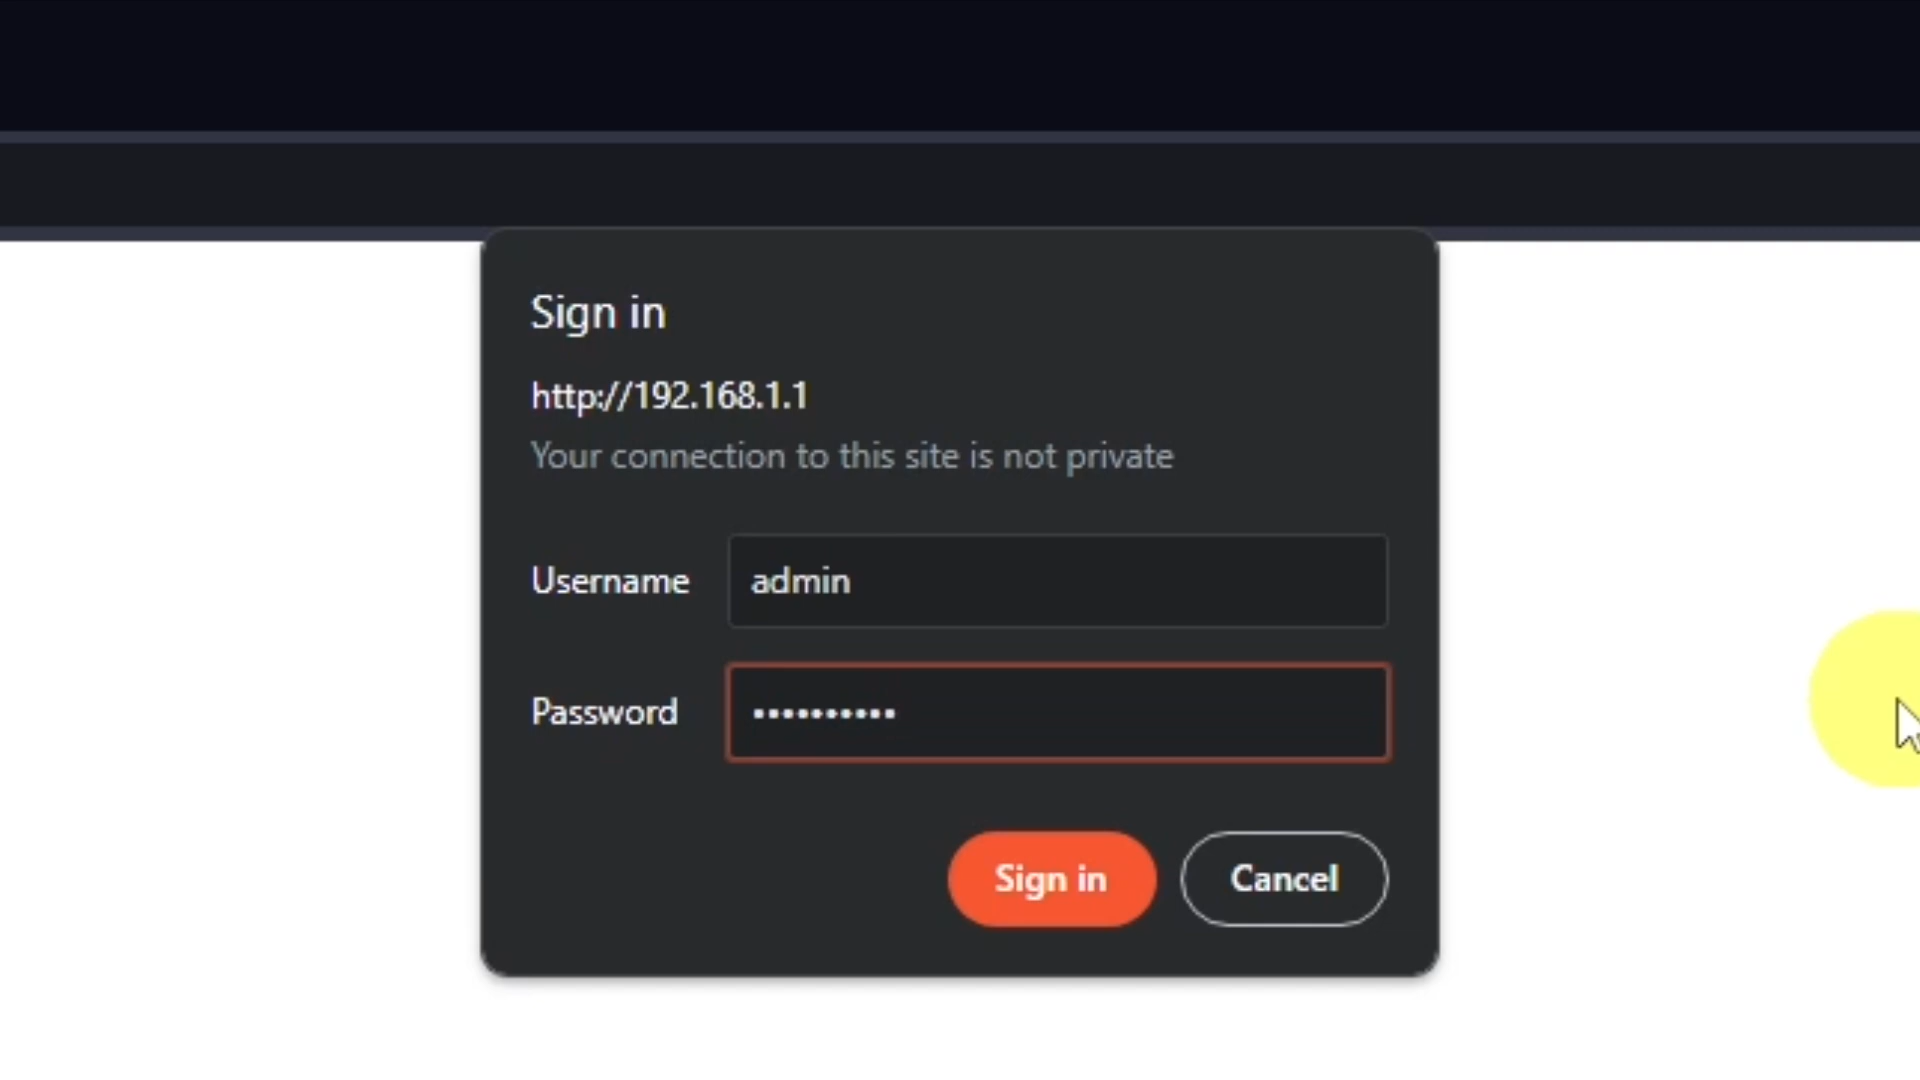 Sign in
http://192.168.1.1
Your connection to this site is not private
Username admin
Password ••••••••••
Sign in Cancel